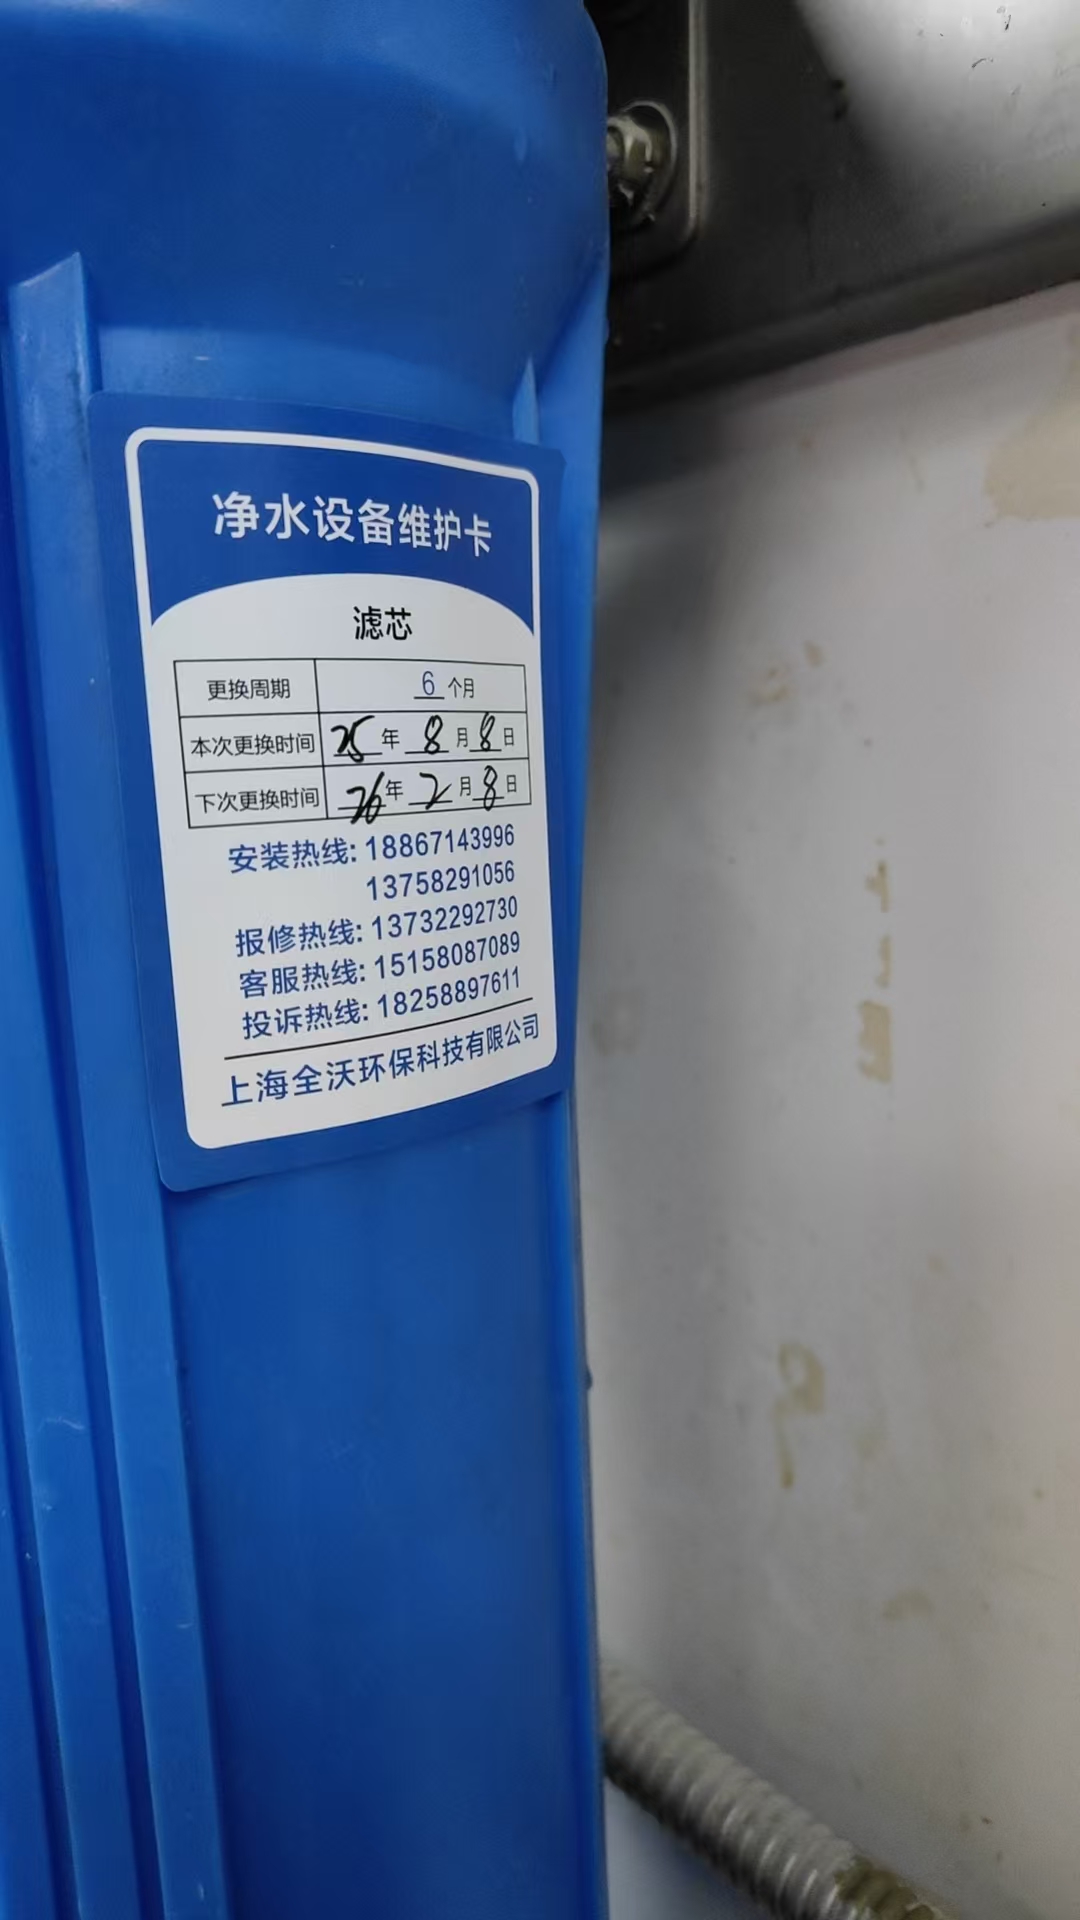 净水设备维护卡
滤芯
更换周期 6 个月
本次更换时间 25 年 8 月 8 日
下次更换时间 26 年 2 月 8 日
安装热线: 18867143996
13758291056
报修热线: 13732292730
客服热线: 15158087089
投诉热线: 18258897611
上海全沃环保科技有限公司